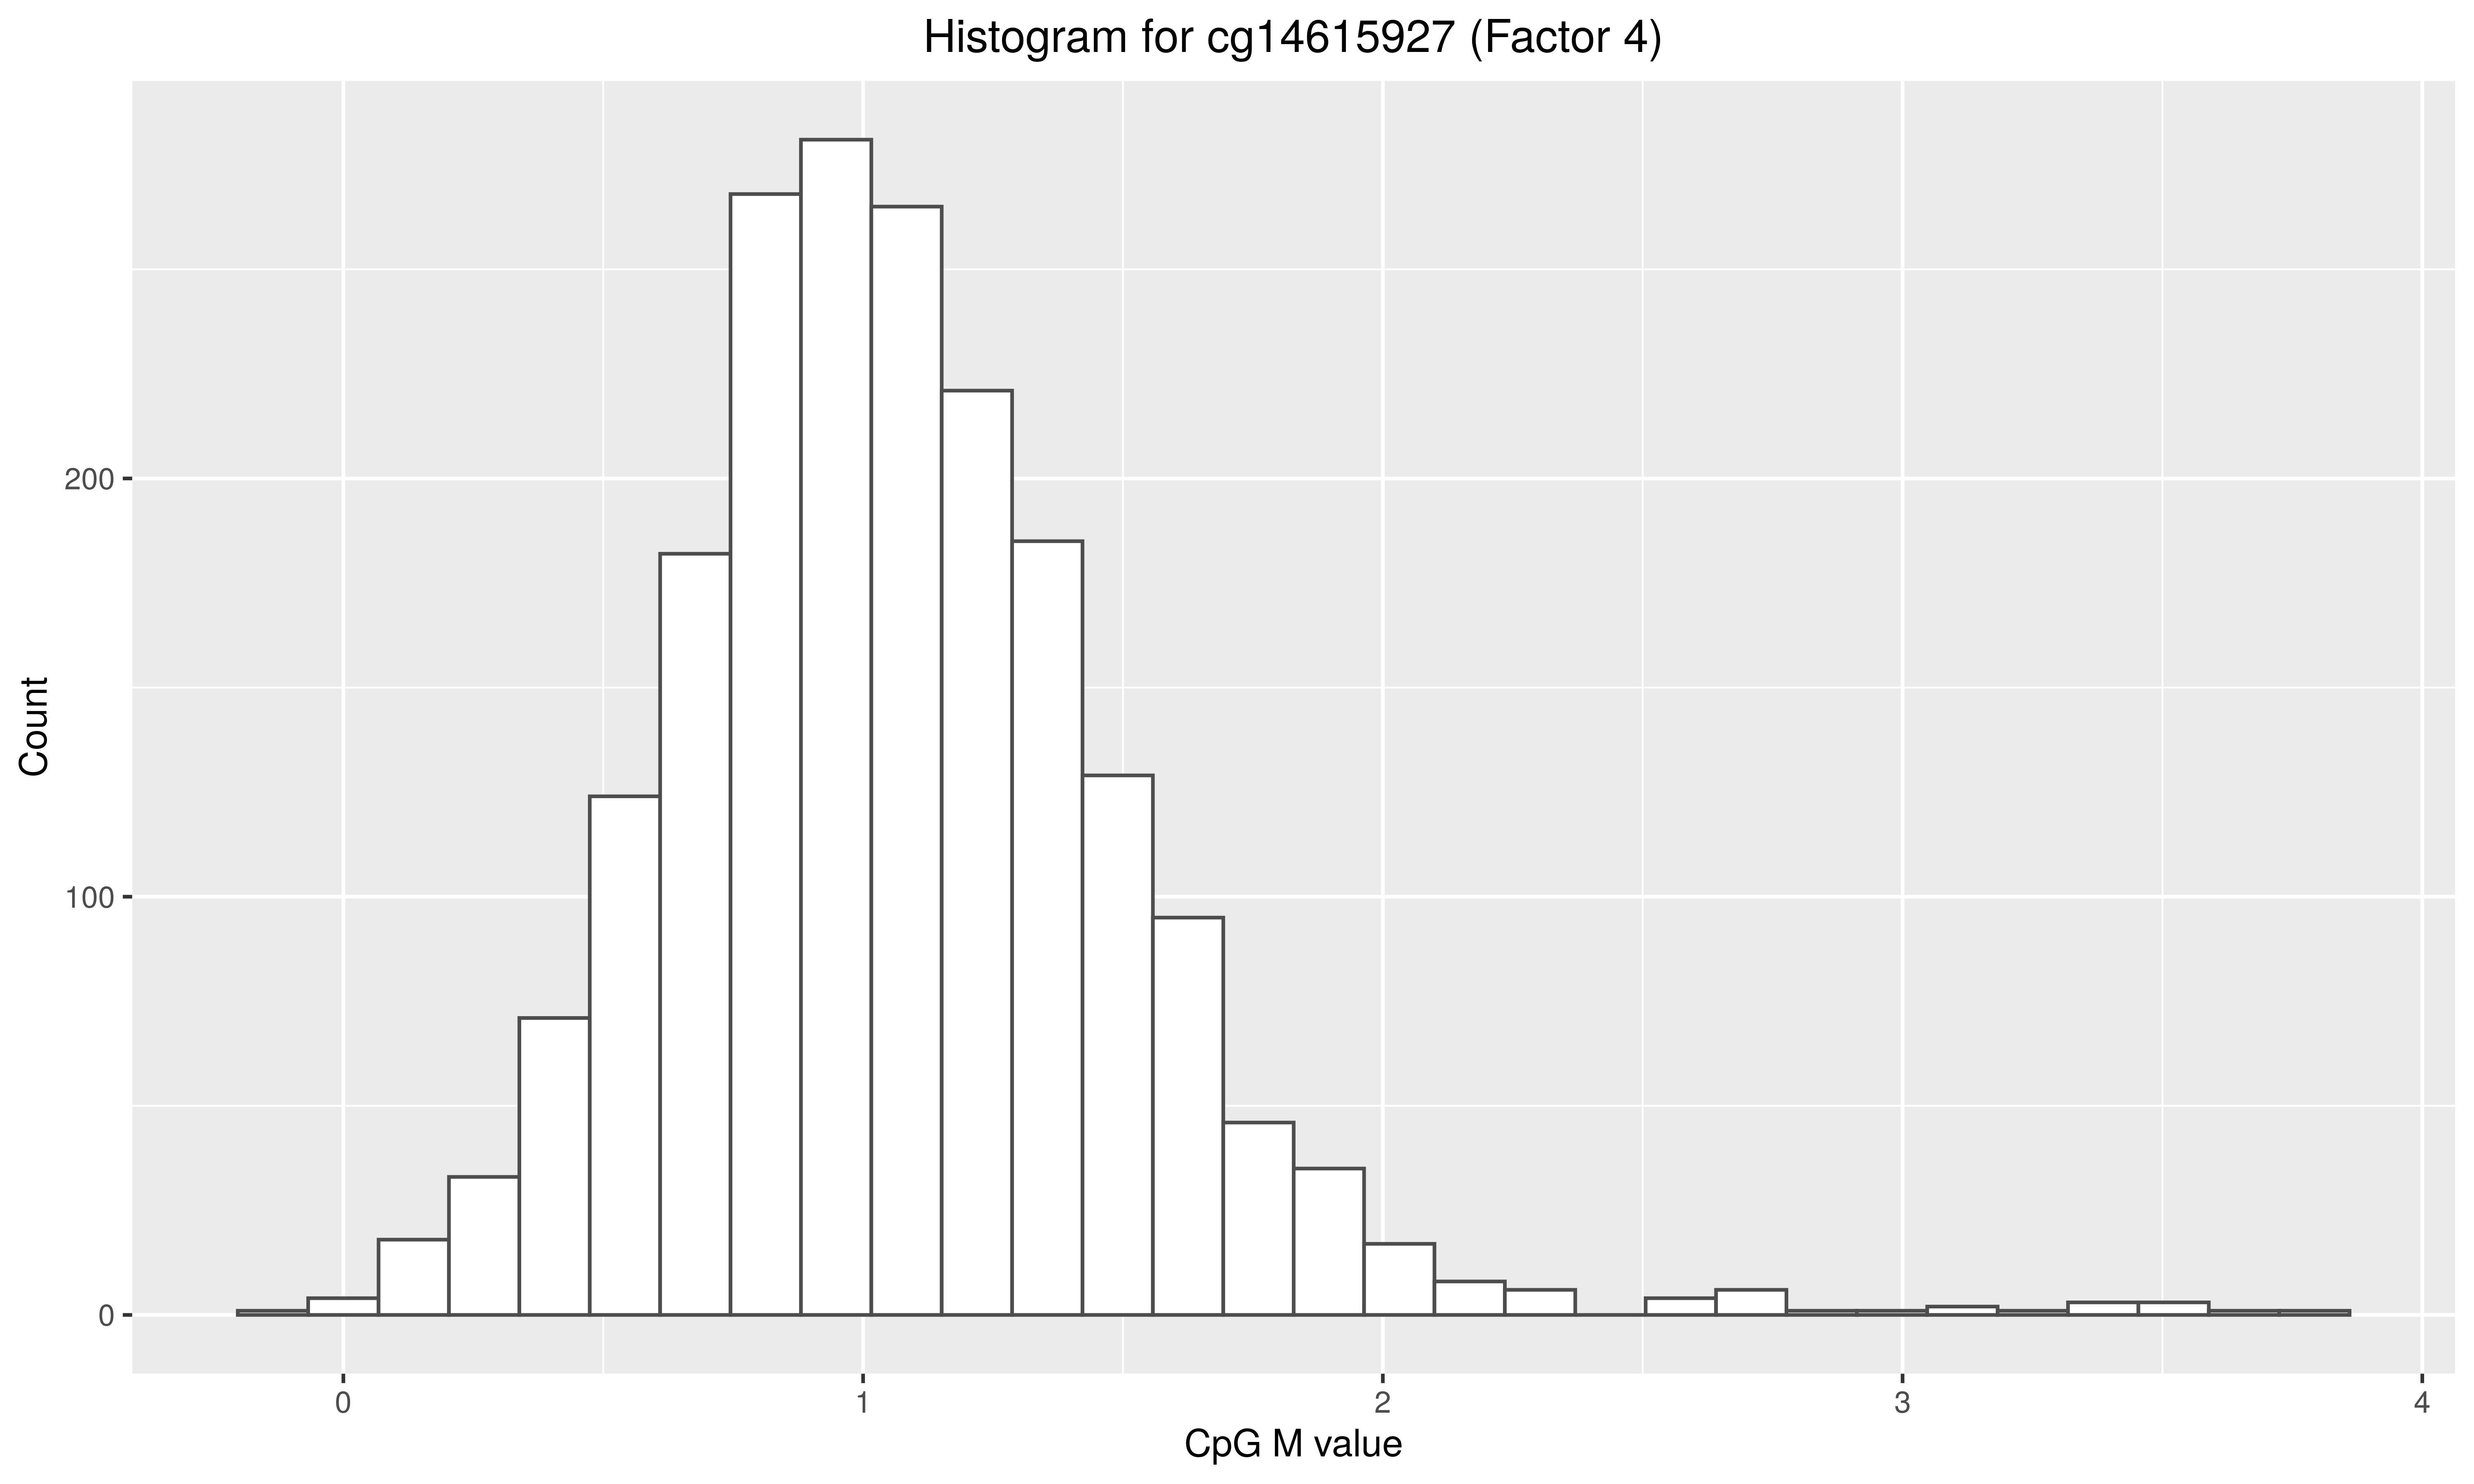 Histogram for cg14615927 (Factor 4)
Count
200
100
0
0 1 2 3 4
CpG M value